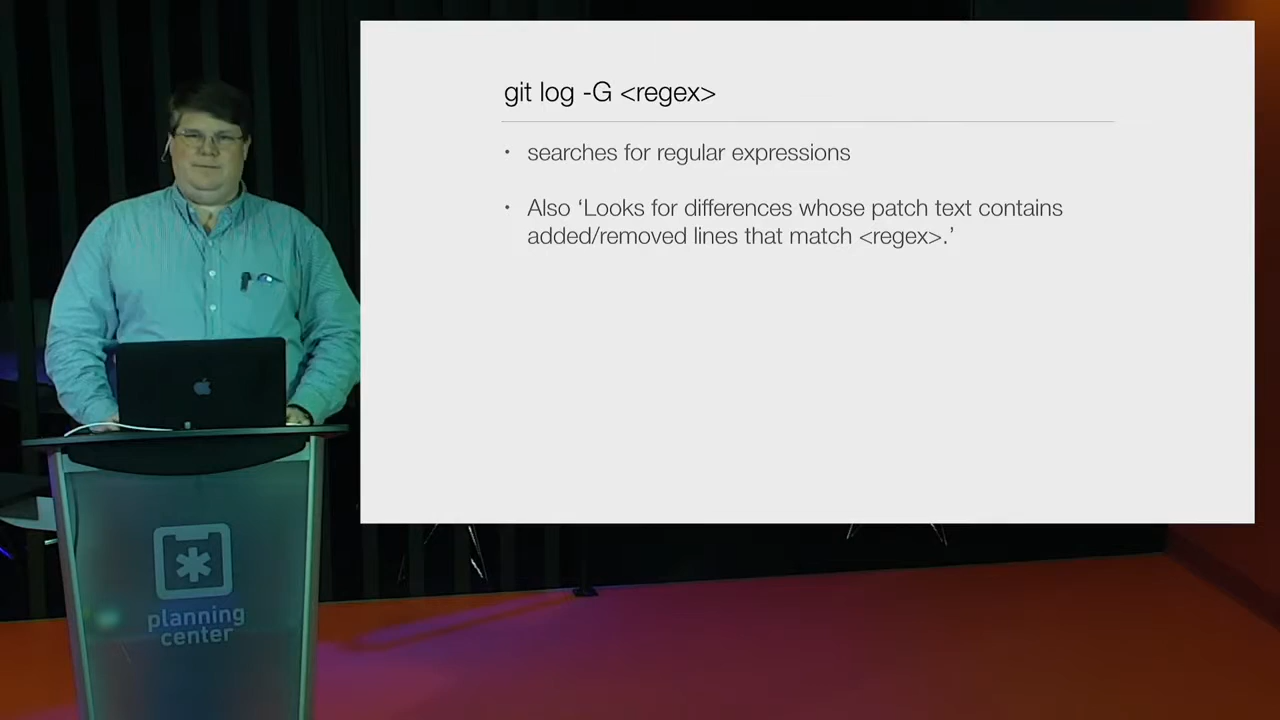 git log -G <regex>
• searches for regular expressions
• Also ‘Looks for differences whose patch text contains
added/removed lines that match <regex>.’
planning
center